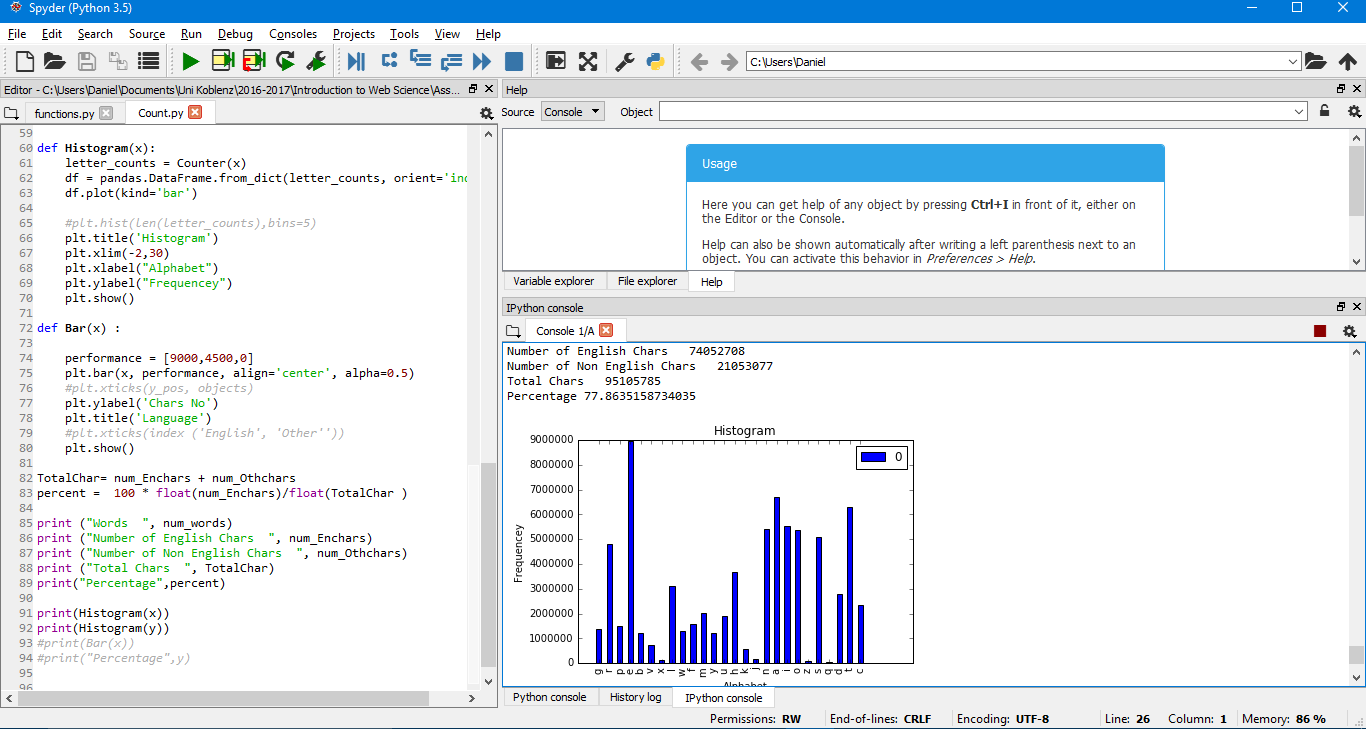 Spyder (Python 3.5)
File Edit Search Source Run Debug Consoles Projects Tools View Help
C:\Users\Daniel
Editor - C:\Users\Daniel\Documents\Uni Koblenz\2016-2017\Introduction to Web Science\Ass...
functions.py Count.py
59
60 def Histogram(x):
61 letter_counts = Counter(x)
62 df = pandas.DataFrame.from_dict(letter_counts, orient='ind
63 df.plot(kind='bar')
64
65 #plt.hist(len(letter_counts),bins=5)
66 plt.title('Histogram')
67 plt.xlim(-2,30)
68 plt.xlabel("Alphabet")
69 plt.ylabel("Frequencey")
70 plt.show()
71
72 def Bar(x) :
73
74 performance = [9000,4500,0]
75 plt.bar(x, performance, align='center', alpha=0.5)
76 #plt.xticks(y_pos, objects)
77 plt.ylabel('Chars No')
78 plt.title('Language')
79 #plt.xticks(index ('English', 'Other''))
80 plt.show()
81
82 TotalChar= num_Enchars + num_Othchars
83 percent =  100 * float(num_Enchars)/float(TotalChar )
84
85 print ("Words  ", num_words)
86 print ("Number of English Chars  ", num_Enchars)
87 print ("Number of Non English Chars  ", num_Othchars)
88 print ("Total Chars  ", TotalChar)
89 print("Percentage",percent)
90
91 print(Histogram(x))
92 print(Histogram(y))
93 #print(Bar(x))
94 #print("Percentage",y)
95
96
Help
Source Console Object
Usage
Here you can get help of any object by pressing Ctrl+I in front of it, either on
the Editor or the Console.
Help can also be shown automatically after writing a left parenthesis next to an
object. You can activate this behavior in Preferences > Help.
Variable explorer File explorer Help
IPython console
Console 1/A
Number of English Chars   74052708
Number of Non English Chars   21053077
Total Chars   95105785
Percentage 77.8635158734035
Histogram
0
9000000
8000000
7000000
6000000
5000000
4000000
3000000
2000000
1000000
0
Frequencey
g r p e b v x l w f m y u h k j n a i o z s q d t c
Alphabet
Python console History log IPython console
Permissions: RW End-of-lines: CRLF Encoding: UTF-8 Line: 26 Column: 1 Memory: 86 %